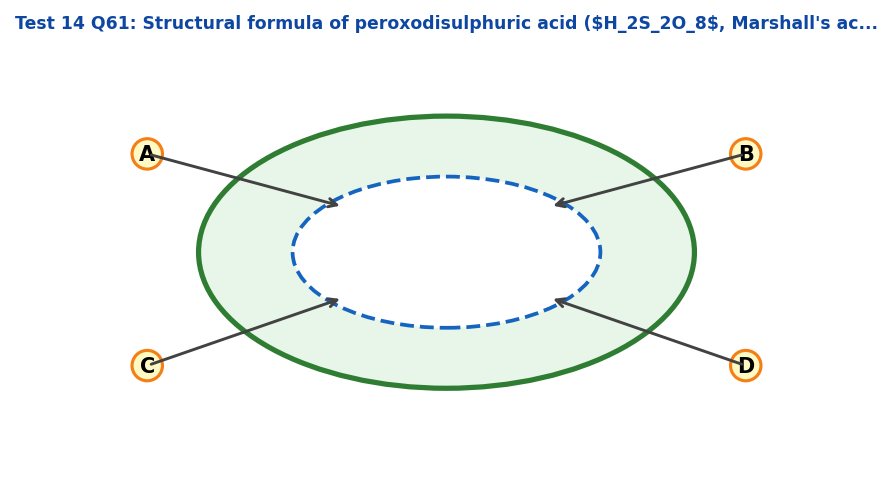 Test 14 Q61: Structural formula of peroxodisulphuric acid ($H_2S_2O_8$, Marshall's ac...
A
B
C
D